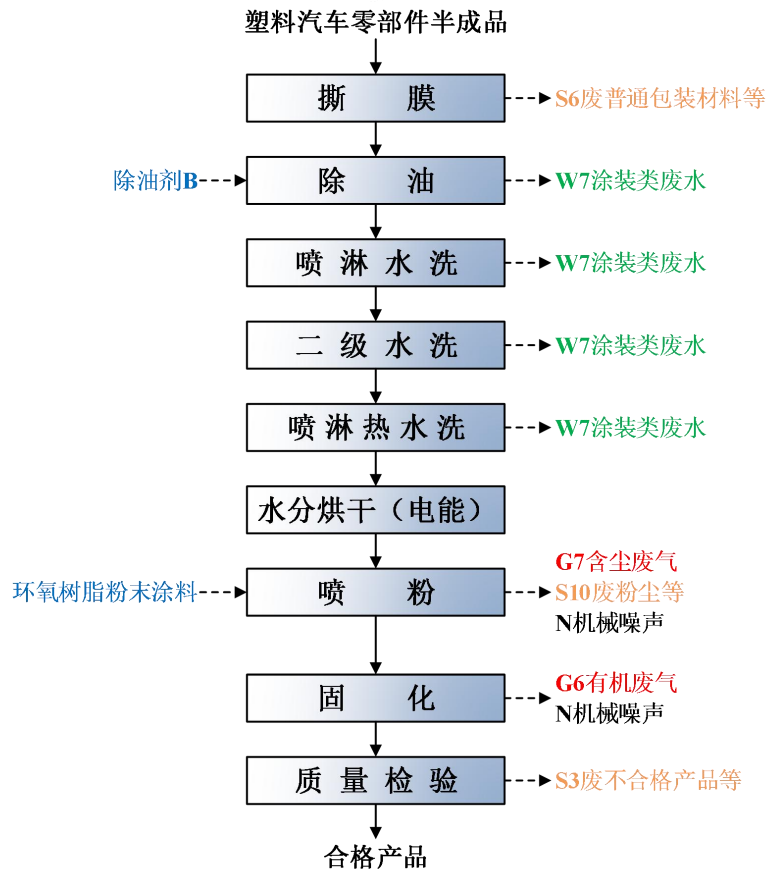 塑料汽车零部件半成品
撕膜
S6废普通包装材料等
除油剂B
除油
W7涂装类废水
喷淋水洗
W7涂装类废水
二级水洗
W7涂装类废水
喷淋热水洗
W7涂装类废水
水分烘干（电能）
环氧树脂粉末涂料
喷粉
G7含尘废气
S10废粉尘等
N机械噪声
固化
G6有机废气
N机械噪声
质量检验
S3废不合格产品等
合格产品